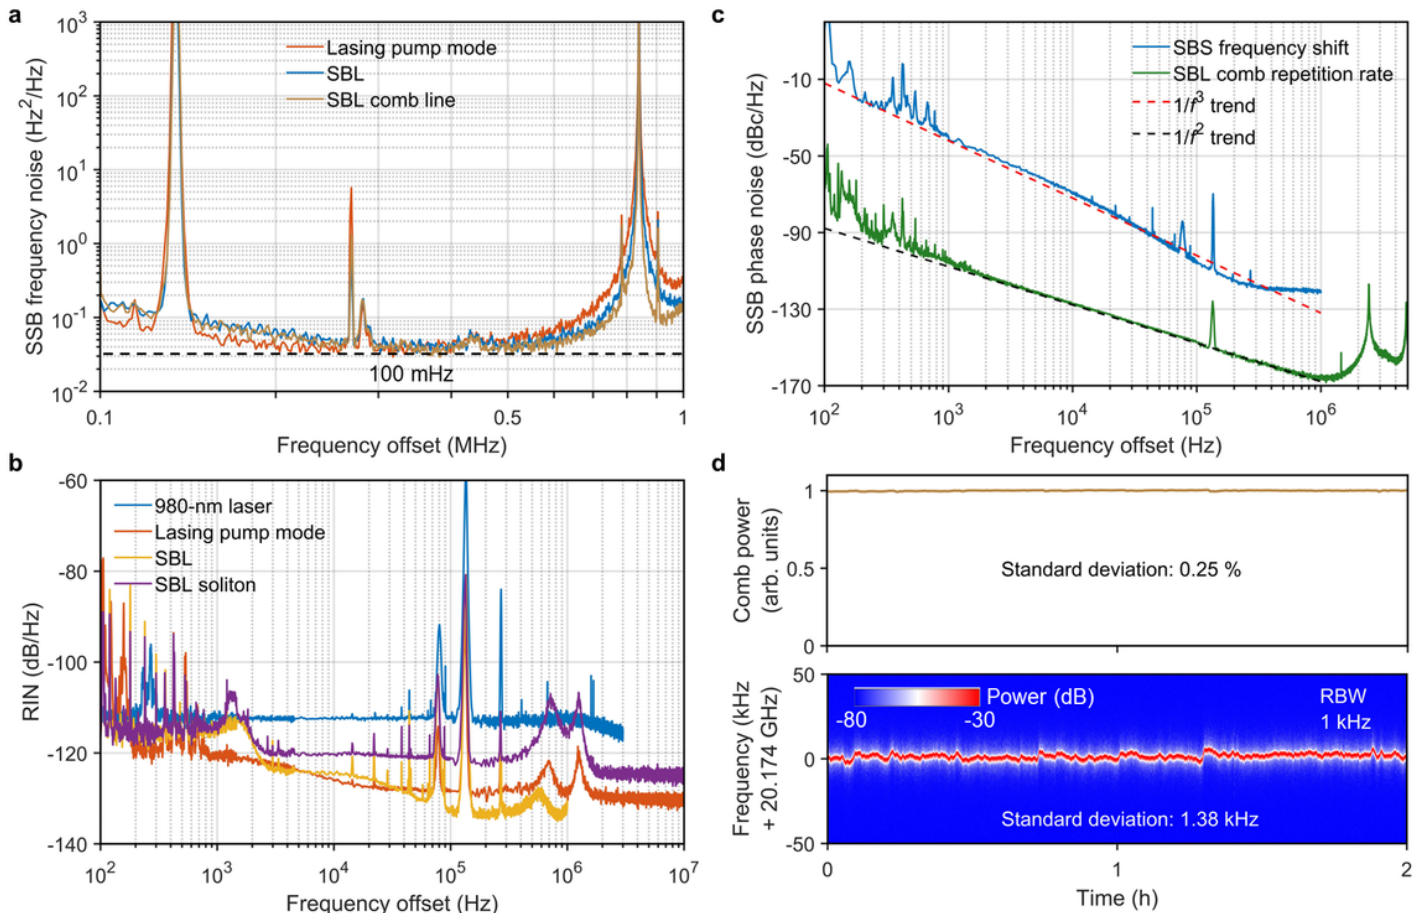 a
SSB frequency noise (Hz²/Hz)
10³
10²
10¹
10⁰
10⁻¹
10⁻²
Lasing pump mode
SBL
SBL comb line
100 mHz
0.1
0.5
1
Frequency offset (MHz)
c
SSB phase noise (dBc/Hz)
-10
-50
-90
-130
-170
SBS frequency shift
SBL comb repetition rate
1/f³ trend
1/f² trend
10²
10³
10⁴
10⁵
10⁶
Frequency offset (Hz)
b
RIN (dB/Hz)
-60
-80
-100
-120
-140
980-nm laser
Lasing pump mode
SBL
SBL soliton
10²
10³
10⁴
10⁵
10⁶
10⁷
Frequency offset (Hz)
d
Comb power
(arb. units)
1
0.5
0
Standard deviation: 0.25 %
Frequency (kHz
+ 20.174 GHz)
50
0
-50
Power (dB)
-80
-30
RBW
1 kHz
Standard deviation: 1.38 kHz
0
1
2
Time (h)